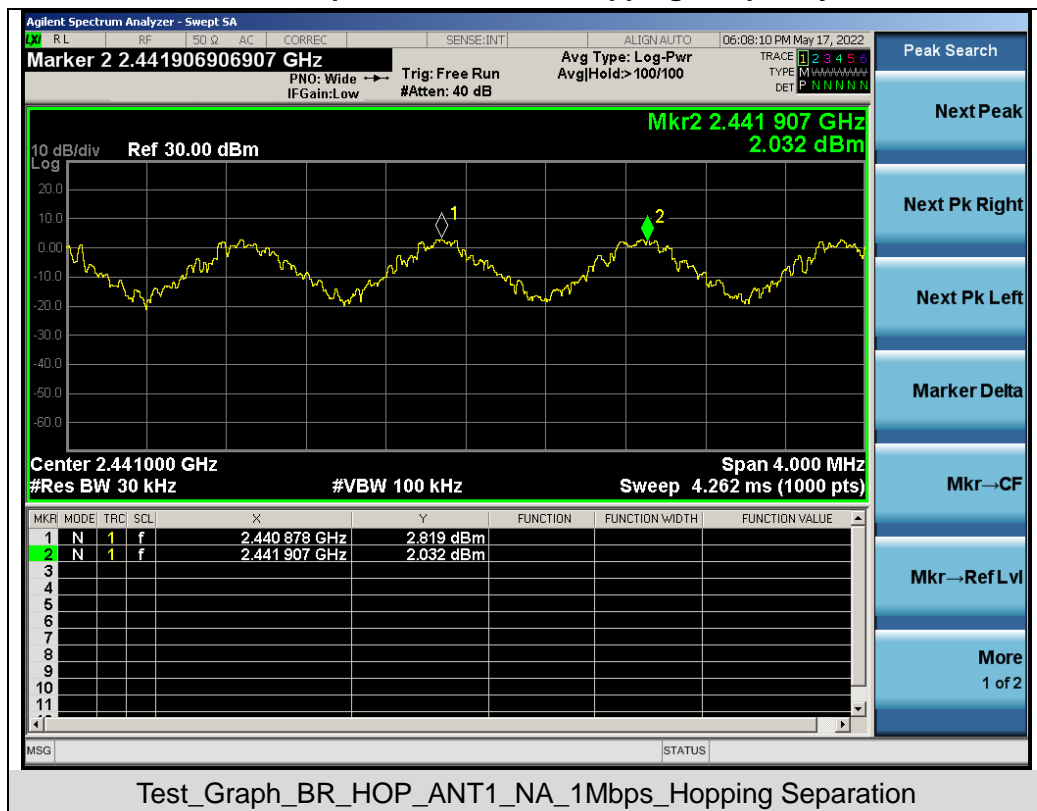 Agilent Spectrum Analyzer - Swept SA
LXI RL RF 50 Ω AC CORREC SENSE:INT ALIGN AUTO 06:08:10 PM May 17, 2022
Marker 2 2.441906906907 GHz
PNO: Wide
IFGain:Low
Trig: Free Run
#Atten: 40 dB
Avg Type: Log-Pwr
Avg|Hold:>100/100
TRACE 1 2 3 4 5 6
TYPE M
DET P N N N N N
Peak Search
Next Peak
Next Pk Right
Next Pk Left
Marker Delta
Mkr→CF
Mkr→Ref Lvl
More
1 of 2
Mkr2 2.441 907 GHz
2.032 dBm
10 dB/div Ref 30.00 dBm
Log
20.0
10.0
0.00
-10.0
-20.0
-30.0
-40.0
-50.0
-60.0
1
2
Center 2.441000 GHz Span 4.000 MHz
#Res BW 30 kHz #VBW 100 kHz Sweep 4.262 ms (1000 pts)
MKR MODE TRC SCL X Y FUNCTION FUNCTION WIDTH FUNCTION VALUE
1 N 1 f 2.440 878 GHz 2.819 dBm
2 N 1 f 2.441 907 GHz 2.032 dBm
3
4
5
6
7
8
9
10
11
MSG STATUS
Test_Graph_BR_HOP_ANT1_NA_1Mbps_Hopping Separation